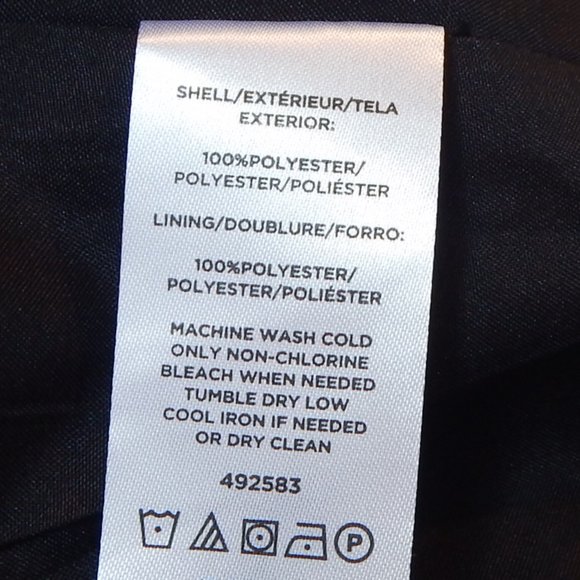 SHELL/EXTÉRIEUR/TELA
EXTERIOR:
100%POLYESTER/
POLYESTER/POLIÉSTER
LINING/DOUBLURE/FORRO:
100%POLYESTER/
POLYESTER/POLIÉSTER
MACHINE WASH COLD
ONLY NON-CHLORINE
BLEACH WHEN NEEDED
TUMBLE DRY LOW
COOL IRON IF NEEDED
OR DRY CLEAN
492583
P